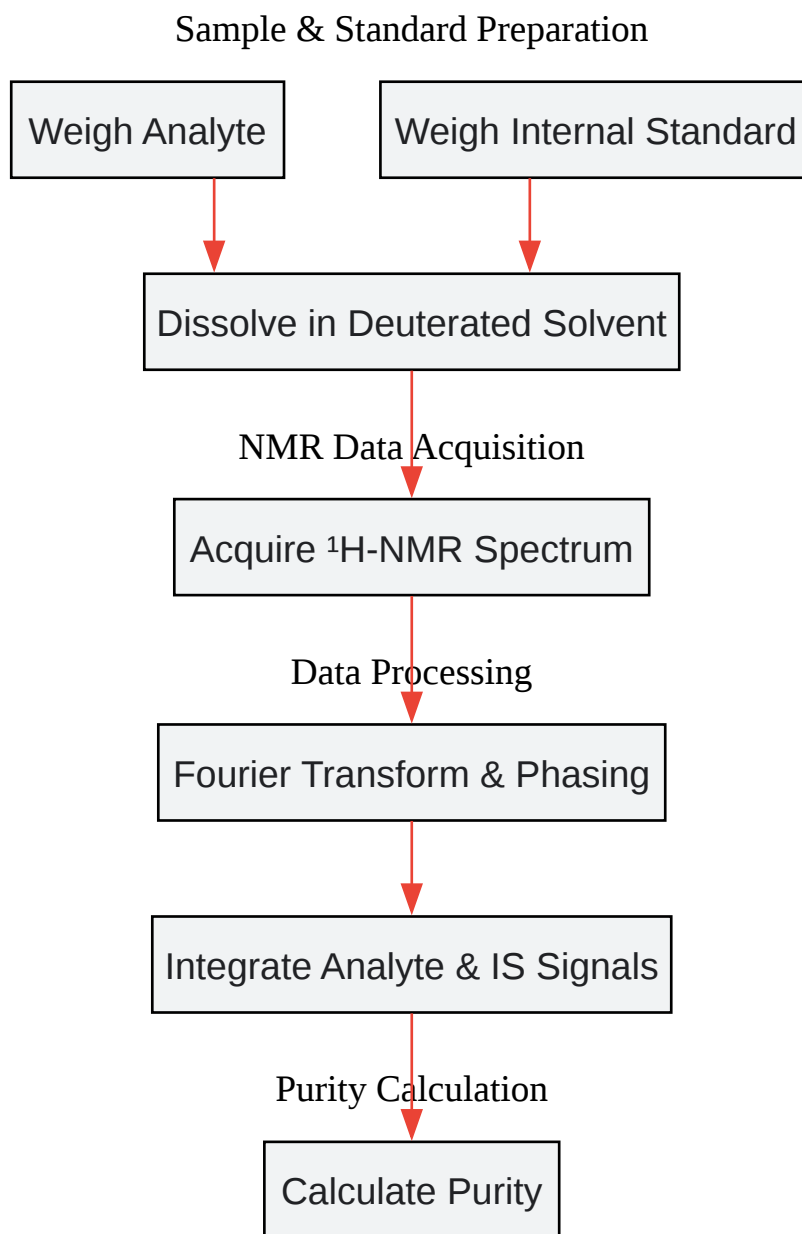 Sample & Standard Preparation
Weigh Analyte
Weigh Internal Standard
Dissolve in Deuterated Solvent
NMR Data Acquisition
Acquire ¹H-NMR Spectrum
Data Processing
Fourier Transform & Phasing
Integrate Analyte & IS Signals
Purity Calculation
Calculate Purity